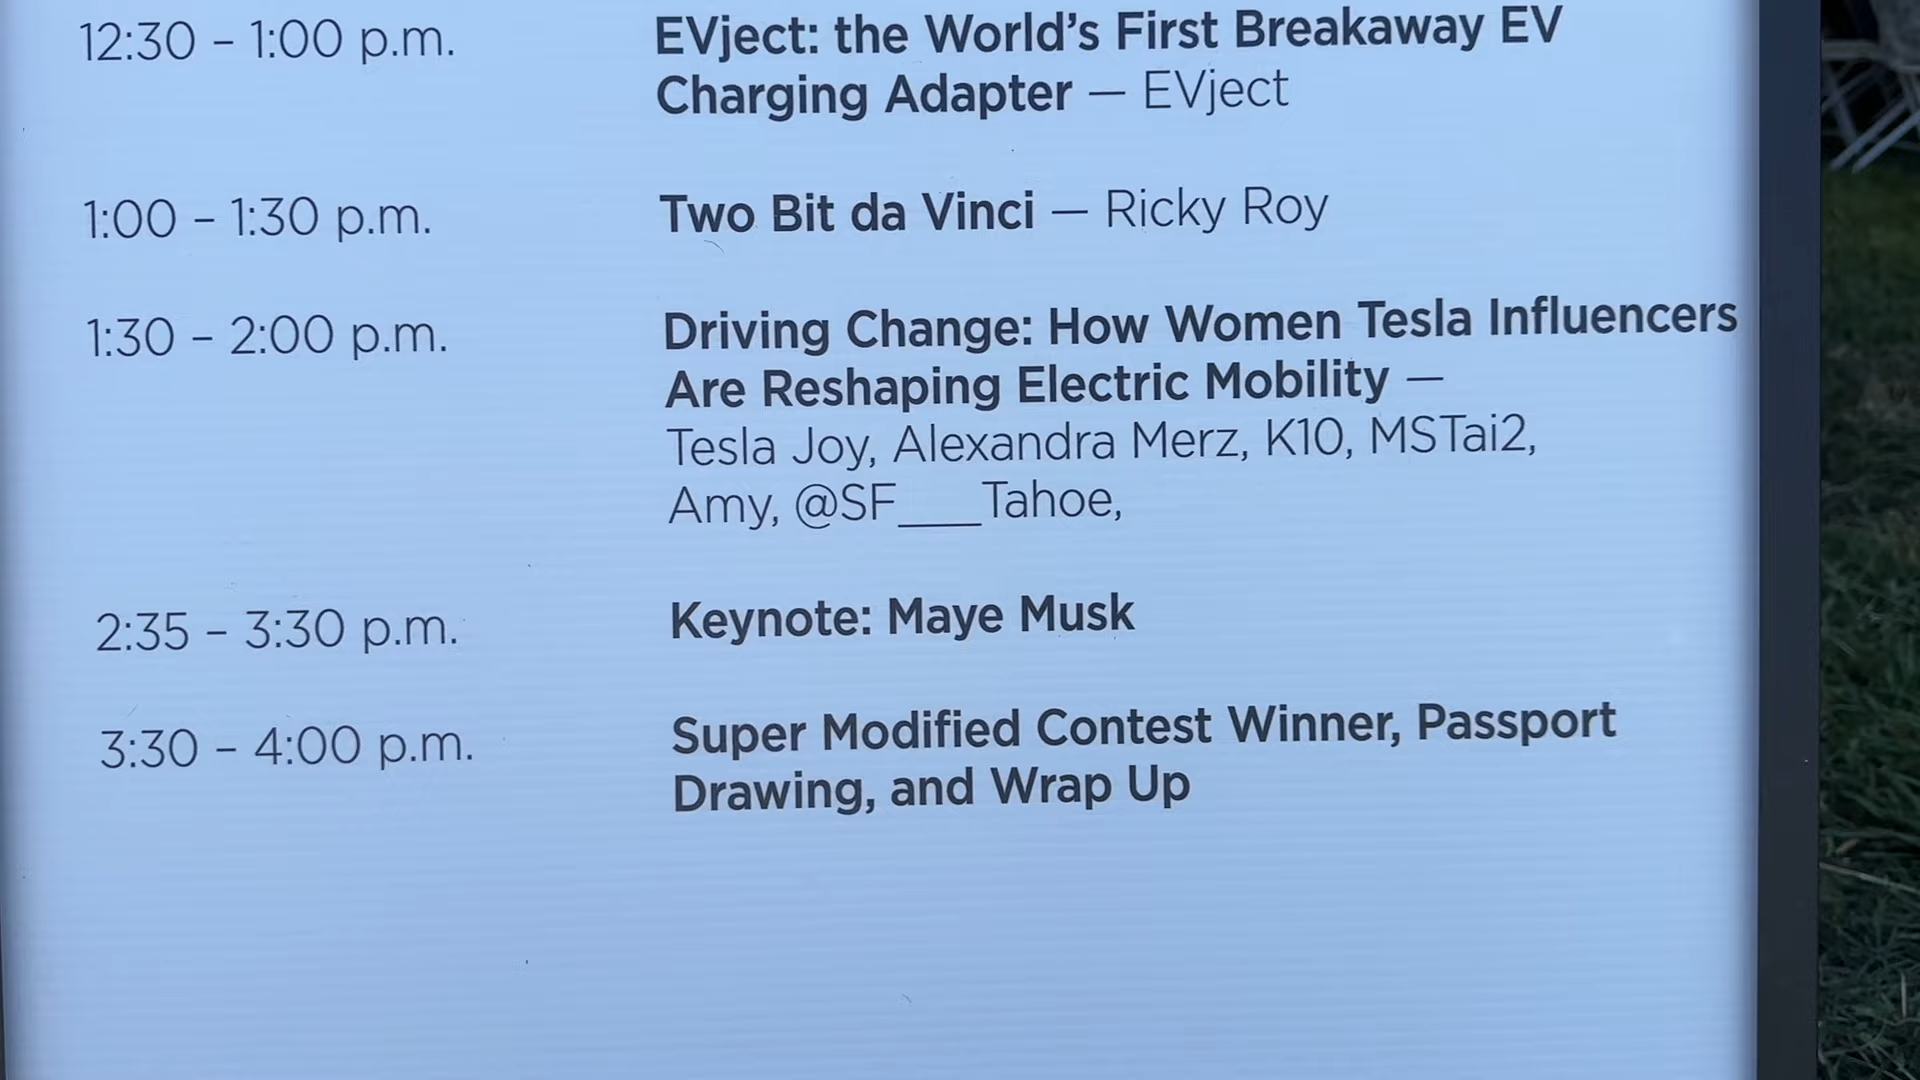 12:30 – 1:00 p.m.
EVject: the World's First Breakaway EV
Charging Adapter — EVject
1:00 – 1:30 p.m.
Two Bit da Vinci — Ricky Roy
1:30 – 2:00 p.m.
Driving Change: How Women Tesla Influencers
Are Reshaping Electric Mobility —
Tesla Joy, Alexandra Merz, K10, MSTai2,
Amy, @SF___Tahoe,
2:35 – 3:30 p.m.
Keynote: Maye Musk
3:30 – 4:00 p.m.
Super Modified Contest Winner, Passport
Drawing, and Wrap Up